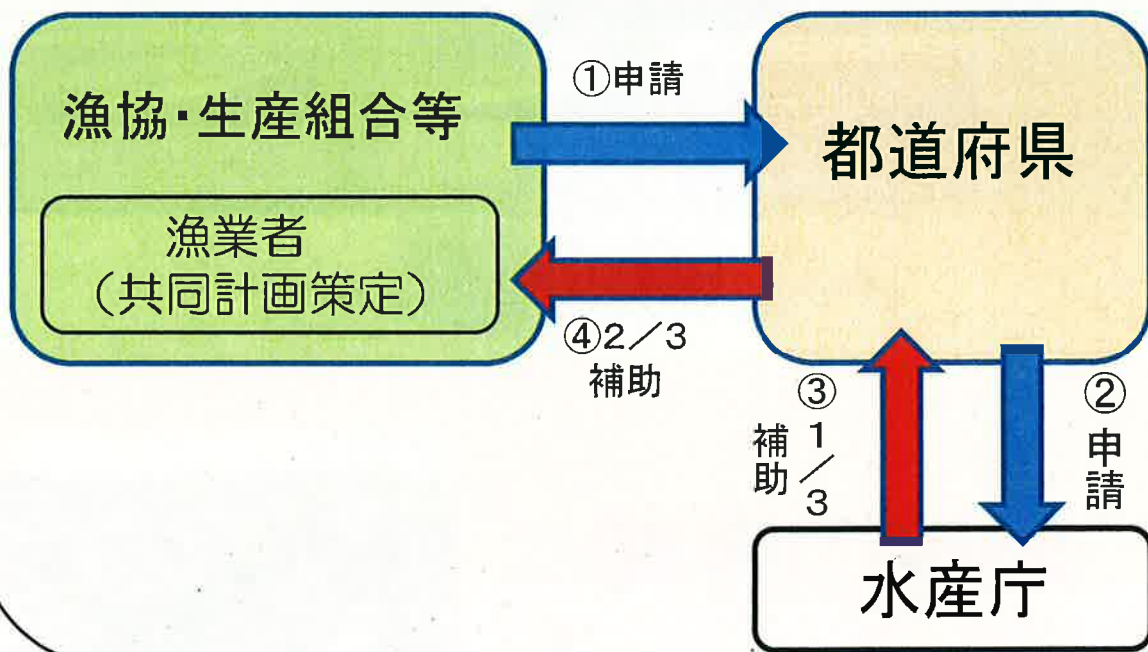 漁協・生産組合等
漁業者
（共同計画策定）
①申請
都道府県
④2／3
補助
③
1／3
補助
②
申請
水産庁